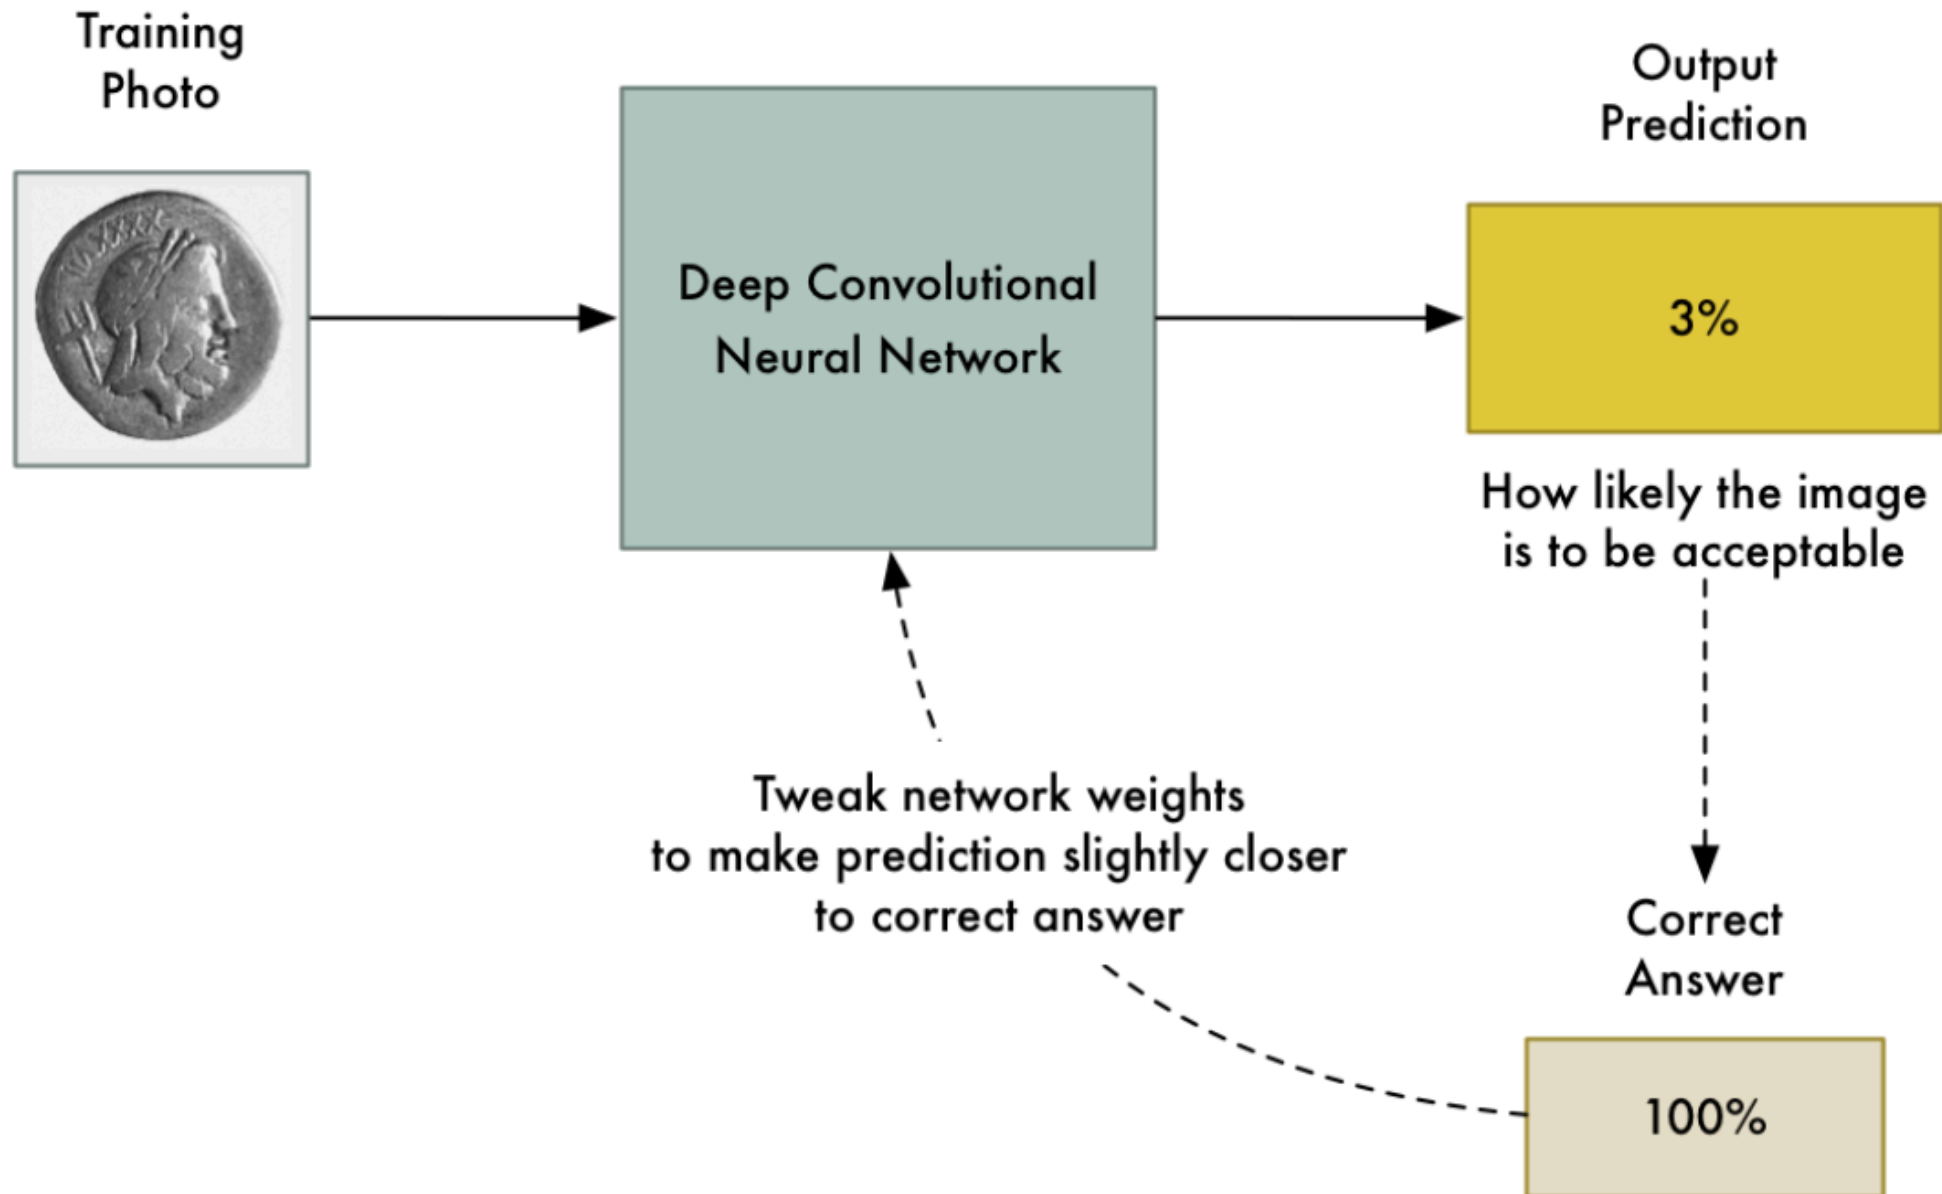 Training
Photo
Deep Convolutional
Neural Network
Output
Prediction
3%
How likely the image
is to be acceptable
Tweak network weights
to make prediction slightly closer
to correct answer
Correct
Answer
100%